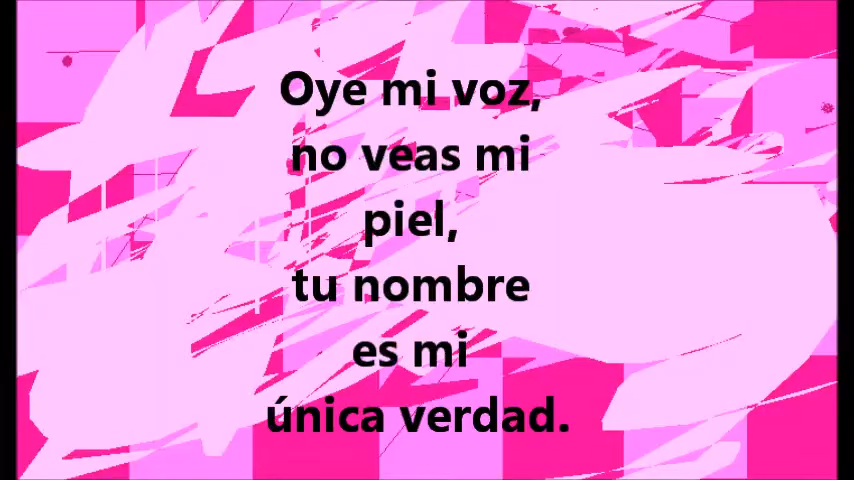 Oye mi voz,
no veas mi
piel,
tu nombre
es mi
única verdad.